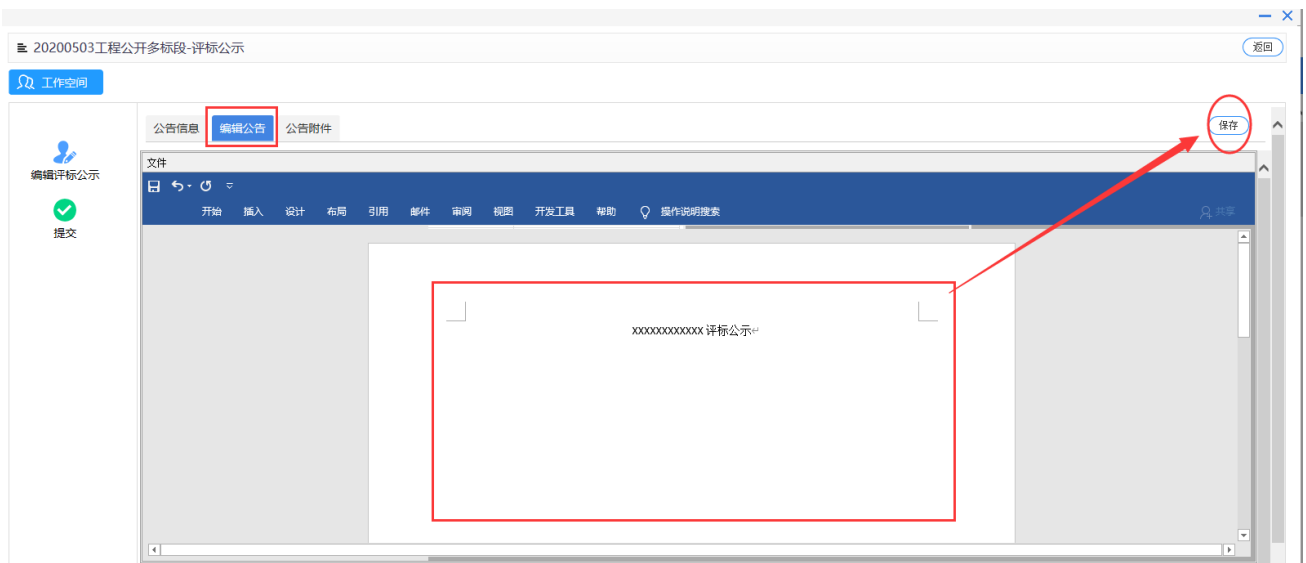 20200503工程公开多标段-评标公示
返回
工作空间
公告信息 编辑公告 公告附件
保存
编辑评标公示
提交
文件
开始 插入 设计 布局 引用 邮件 审阅 视图 开发工具 帮助 操作说明搜索 共享
xxxxxxxxxxxx 评标公示